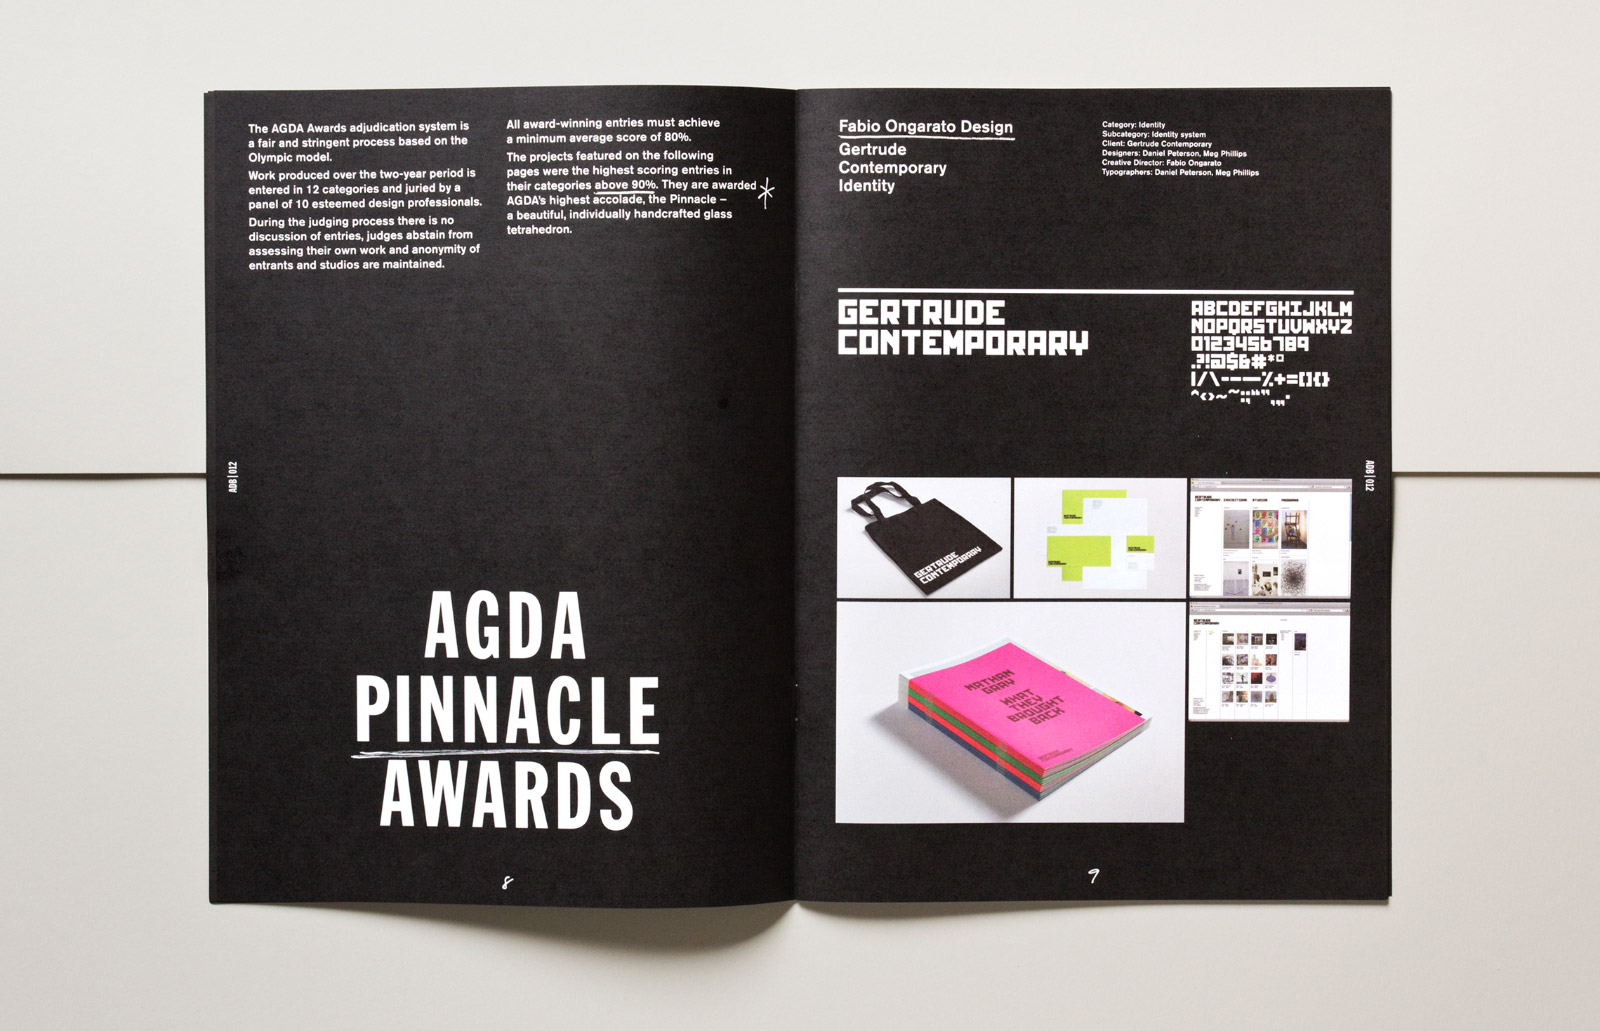 The AGDA Awards adjudication system is
a fair and stringent process based on the
Olympic model.
Work produced over the two-year period is
entered in 12 categories and juried by a
panel of 10 esteemed design professionals.
During the judging process there is no
discussion of entries, judges abstain from
assessing their own work and anonymity of
entrants and studios are maintained.
All award-winning entries must achieve
a minimum average score of 80%.
The projects featured on the following
pages were the highest scoring entries in
their categories above 90%. They are awarded
AGDA's highest accolade, the Pinnacle –
a beautiful, individually handcrafted glass
tetrahedron.
ADB | 012
AGDA
PINNACLE
AWARDS
8
Fabio Ongarato Design
Gertrude
Contemporary
Identity
Category: Identity
Subcategory: Identity system
Client: Gertrude Contemporary
Designers: Daniel Peterson, Meg Phillips
Creative Director: Fabio Ongarato
Typographers: Daniel Peterson, Meg Phillips
GERTRUDE
CONTEMPORARY
ABCDEFGHIJKLM
NOPQRSTUVWXYZ
0123456789
.?!@$&#*°
|/\-–—%+=[]{}
ADB | 012
GERTRUDE
CONTEMPORARY
GERTRUDE
CONTEMPORARY
GERTRUDE
CONTEMPORARY
NATHAN
GRAY
WHAT
THEY
BROUGHT
BACK
9